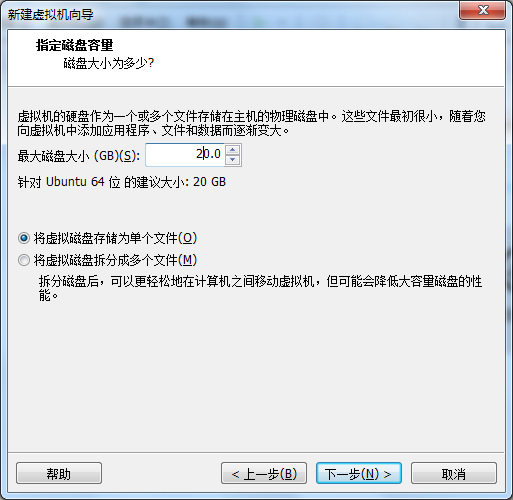 新建虚拟机向导
指定磁盘容量
磁盘大小为多少?
虚拟机的硬盘作为一个或多个文件存储在主机的物理磁盘中。这些文件最初很小，随着您
向虚拟机中添加应用程序、文件和数据而逐渐变大。
最大磁盘大小 (GB)(S): 20.0
针对 Ubuntu 64 位 的建议大小: 20 GB
将虚拟磁盘存储为单个文件(O)
将虚拟磁盘拆分成多个文件(M)
拆分磁盘后，可以更轻松地在计算机之间移动虚拟机，但可能会降低大容量磁盘的性
能。
帮助 < 上一步(B) 下一步(N) > 取消